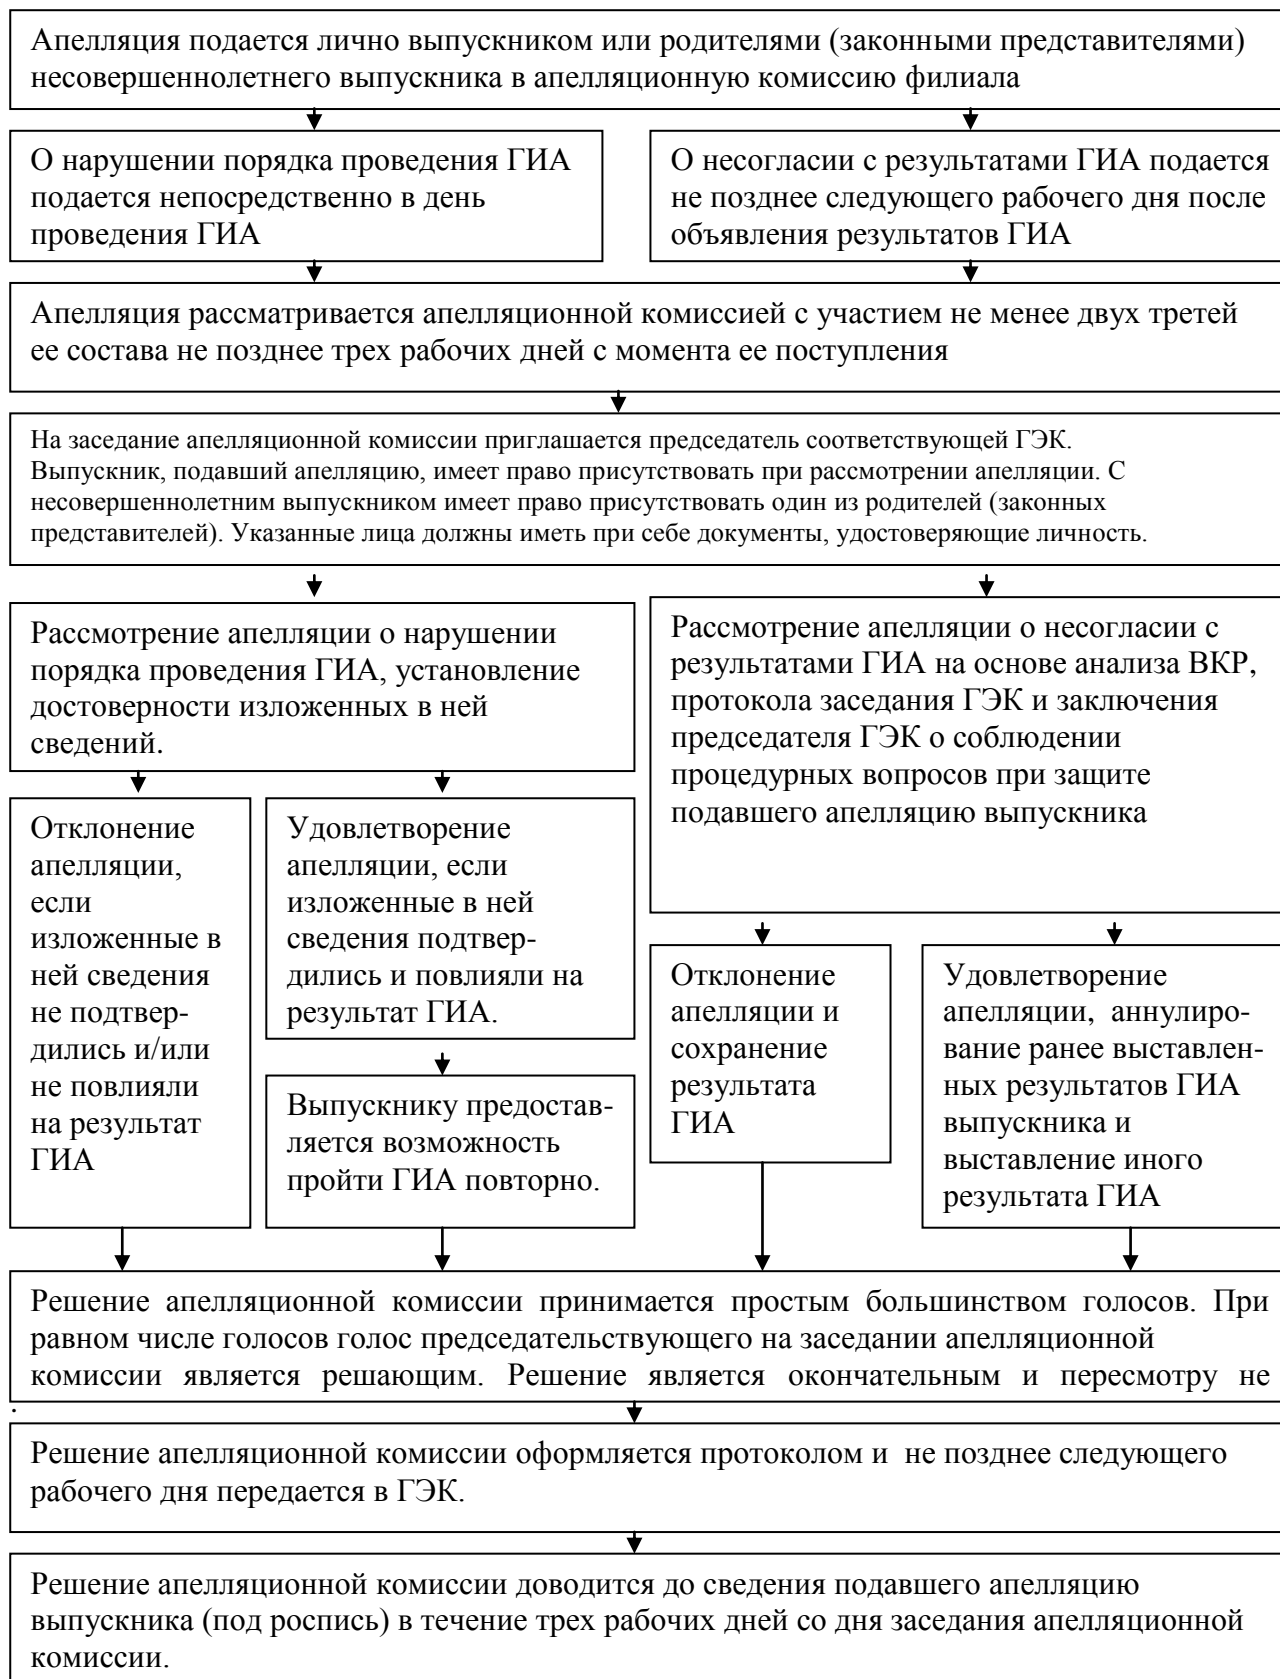 Апелляция подается лично выпускником или родителями (законными представителями)
несовершеннолетнего выпускника в апелляционную комиссию филиала
О нарушении порядка проведения ГИА
подается непосредственно в день
проведения ГИА
О несогласии с результатами ГИА подается
не позднее следующего рабочего дня после
объявления результатов ГИА
Апелляция рассматривается апелляционной комиссией с участием не менее двух третей
ее состава не позднее трех рабочих дней с момента ее поступления
На заседание апелляционной комиссии приглашается председатель соответствующей ГЭК.
Выпускник, подавший апелляцию, имеет право присутствовать при рассмотрении апелляции. С
несовершеннолетним выпускником имеет право присутствовать один из родителей (законных
представителей). Указанные лица должны иметь при себе документы, удостоверяющие личность.
Рассмотрение апелляции о нарушении
порядка проведения ГИА, установление
достоверности изложенных в ней
сведений.
Рассмотрение апелляции о несогласии с
результатами ГИА на основе анализа ВКР,
протокола заседания ГЭК и заключения
председателя ГЭК о соблюдении
процедурных вопросов при защите
подавшего апелляцию выпускника
Отклонение
апелляции,
если
изложенные в
ней сведения
не подтвер-
дились и/или
не повлияли
на результат
ГИА
Удовлетворение
апелляции, если
изложенные в ней
сведения подтвер-
дились и повлияли на
результат ГИА.
Выпускнику предостав-
ляется возможность
пройти ГИА повторно.
Отклонение
апелляции и
сохранение
результата
ГИА
Удовлетворение
апелляции, аннулиро-
вание ранее выставлен-
ных результатов ГИА
выпускника и
выставление иного
результата ГИА
Решение апелляционной комиссии принимается простым большинством голосов. При
равном числе голосов голос председательствующего на заседании апелляционной
комиссии является решающим. Решение является окончательным и пересмотру не
.
Решение апелляционной комиссии оформляется протоколом и не позднее следующего
рабочего дня передается в ГЭК.
Решение апелляционной комиссии доводится до сведения подавшего апелляцию
выпускника (под роспись) в течение трех рабочих дней со дня заседания апелляционной
комиссии.